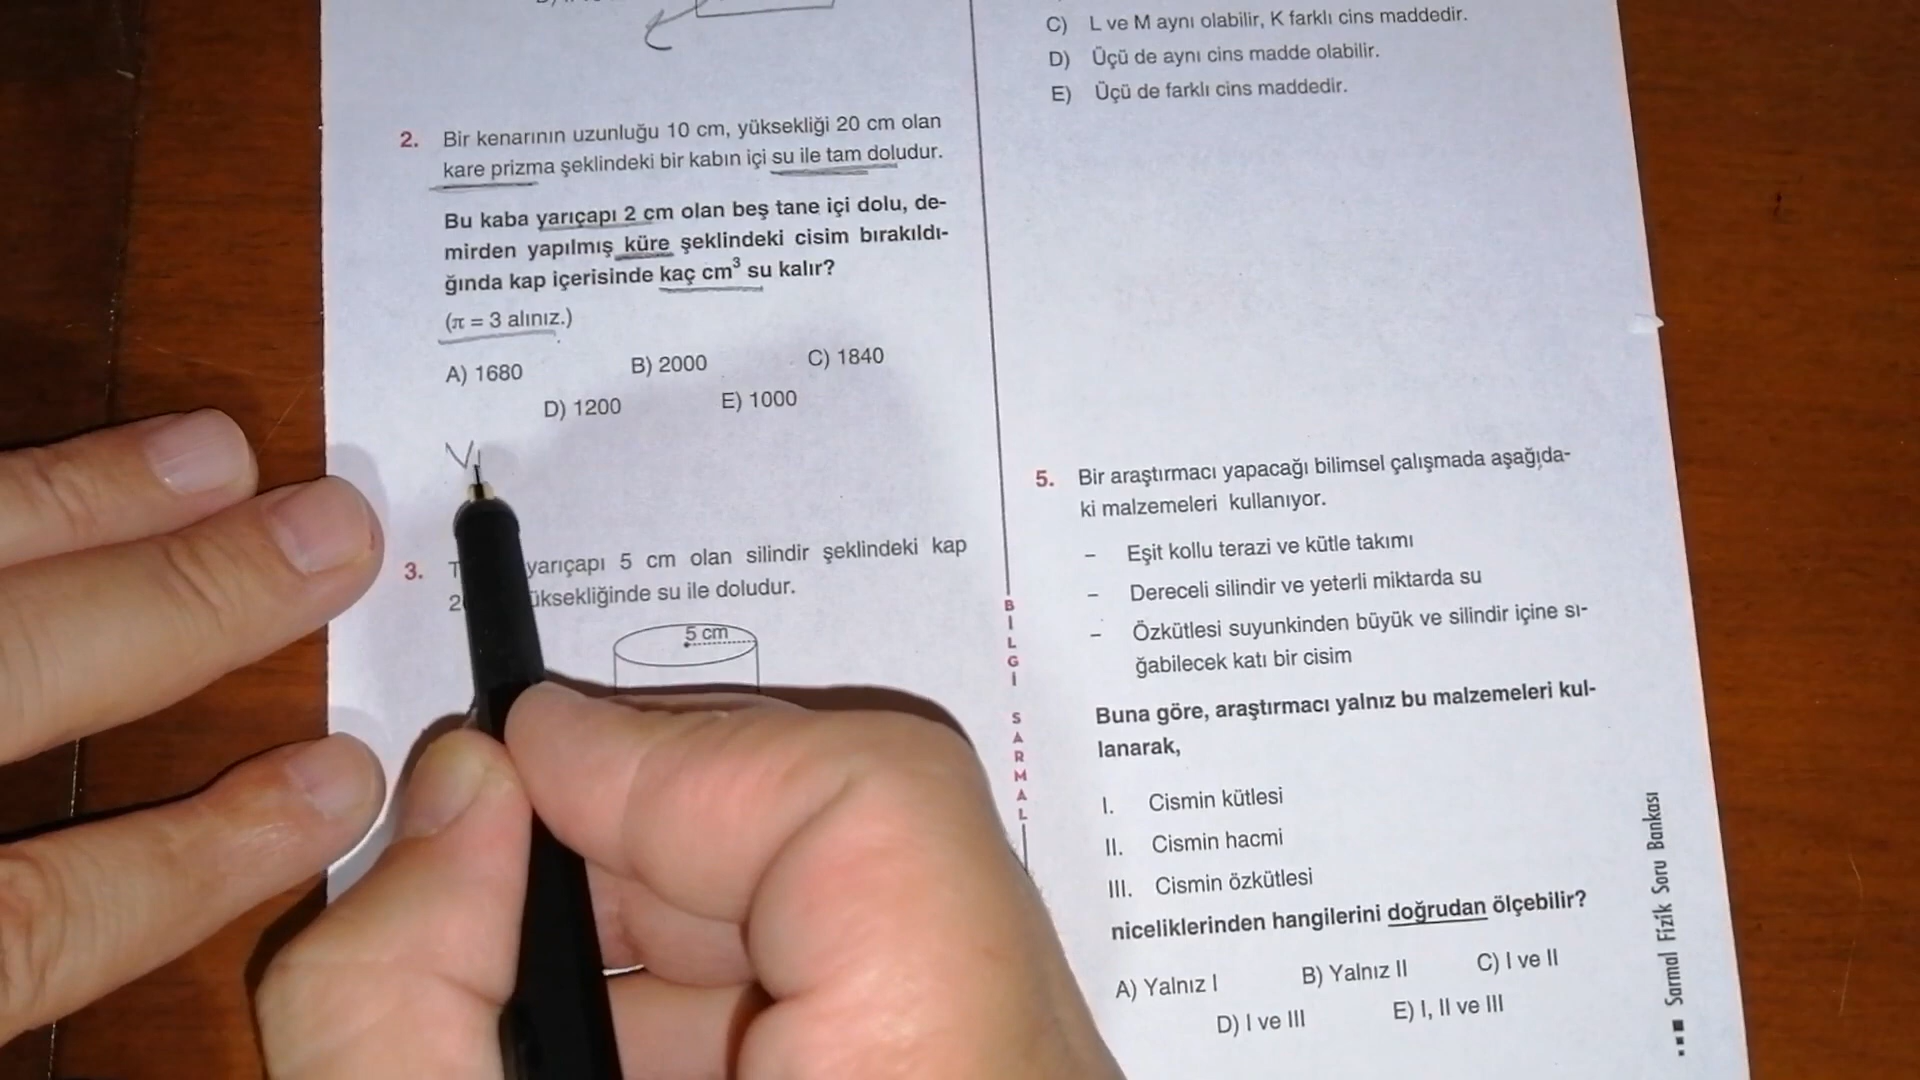 2. Bir kenarının uzunluğu 10 cm, yüksekliği 20 cm olan
kare prizma şeklindeki bir kabın içi su ile tam doludur.
Bu kaba yarıçapı 2 cm olan beş tane içi dolu, de-
mirden yapılmış küre şeklindeki cisim bırakıldı-
ğında kap içerisinde kaç cm³ su kalır?
(π = 3 alınız.)
A) 1680 B) 2000 C) 1840
D) 1200 E) 1000
V
3. yarıçapı 5 cm olan silindir şeklindeki kap
su ile doludur.
5 cm
C) L ve M aynı olabilir, K farklı cins maddedir.
D) Üçü de aynı cins madde olabilir.
E) Üçü de farklı cins maddedir.
5. Bir araştırmacı yapacağı bilimsel çalışmada aşağıda-
ki malzemeleri kullanıyor.
– Eşit kollu terazi ve kütle takımı
– Dereceli silindir ve yeterli miktarda su
– Özkütlesi suyunkinden büyük ve silindir içine sı-
ğabilecek katı bir cisim
Buna göre, araştırmacı yalnız bu malzemeleri kul-
lanarak,
I. Cismin kütlesi
II. Cismin hacmi
III. Cismin özkütlesi
niceliklerinden hangilerini doğrudan ölçebilir?
A) Yalnız I B) Yalnız II C) I ve II
D) I ve III E) I, II ve III
BİLGİ SARMAL
Sarmal Fizik Soru Bankası